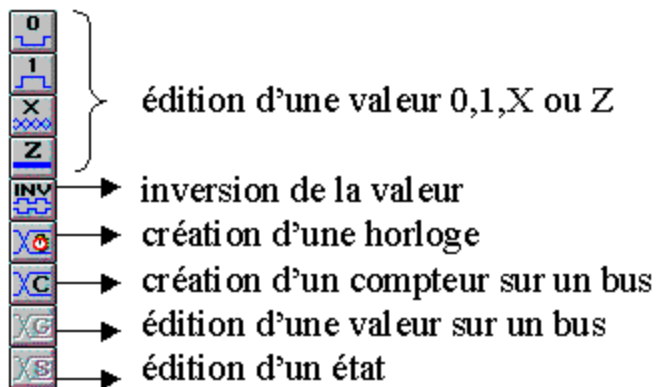 0
1
X
Z
édition d'une valeur 0,1,X ou Z
INV inversion de la valeur
création d'une horloge
C création d'un compteur sur un bus
G édition d'une valeur sur un bus
S édition d'un état